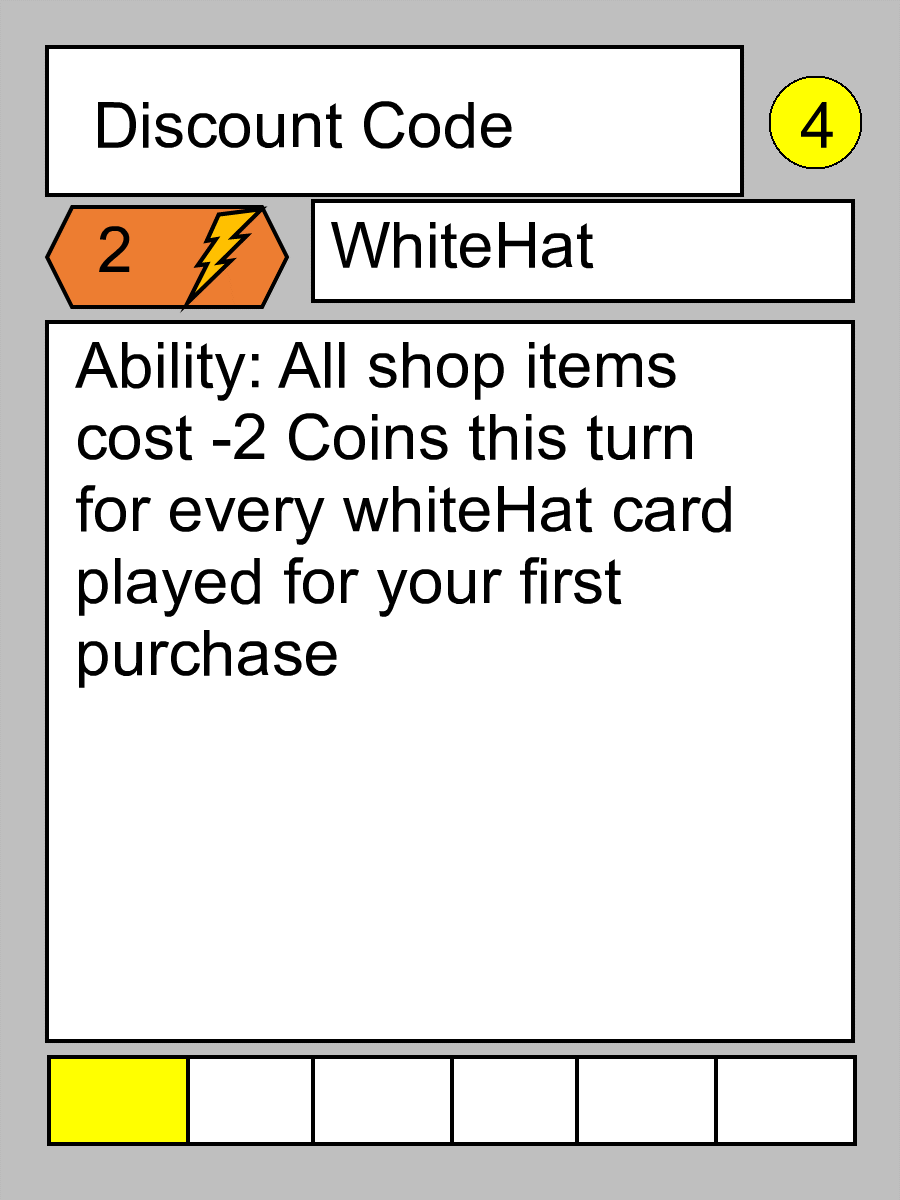 Discount Code
4
2
WhiteHat
Ability: All shop items
cost -2 Coins this turn
for every whiteHat card
played for your first
purchase